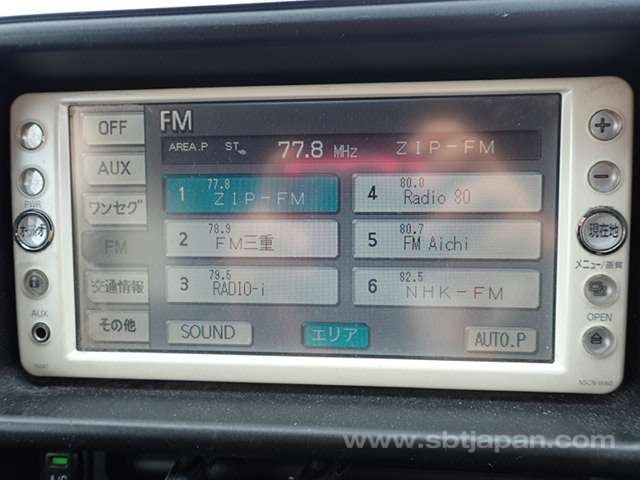 FM
OFF
AREA.P ST 77.8 MHz ZIP-FM
AUX
1 77.8 ZIP-FM
4 80.0 Radio 80
ワンセグ
PWR
オーディオ
2 78.9 FM三重
5 80.7 FM Aichi
現在地
FM
メニュー/画質
交通情報
3 79.5 RADIO-i
6 82.5 NHK-FM
AUX
その他
SOUND
エリア
AUTO.P
OPEN
NSCN-W60
www.sbtjapan.com